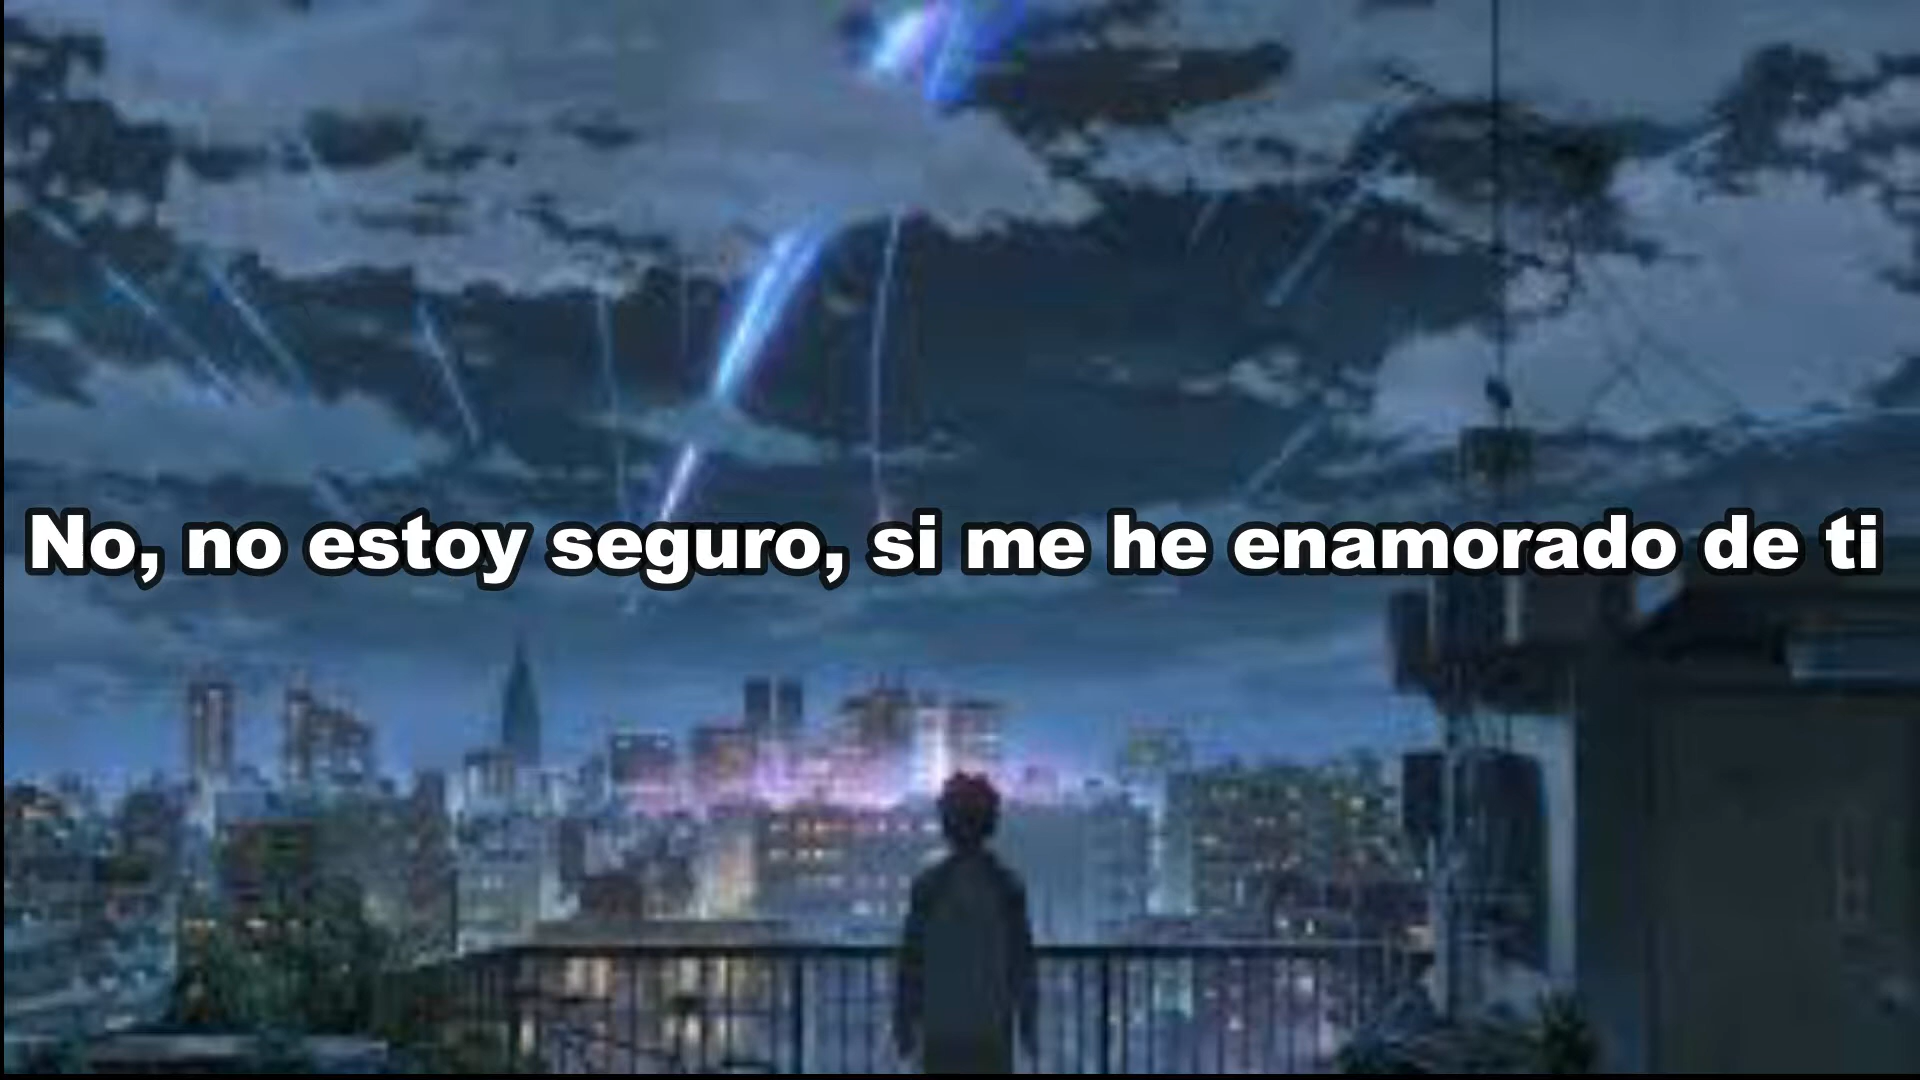 No, no estoy seguro, si me he enamorado de ti